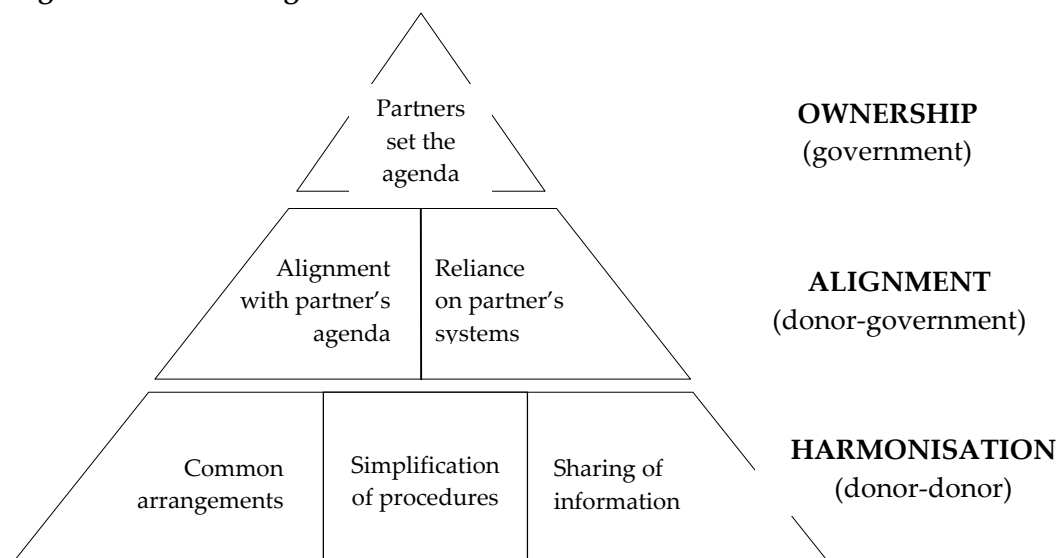 Partners
set the
agenda
OWNERSHIP
(government)
Alignment
with partner’s
agenda
Reliance
on partner’s
systems
ALIGNMENT
(donor-government)
Common
arrangements
Simplification
of procedures
Sharing of
information
HARMONISATION
(donor-donor)